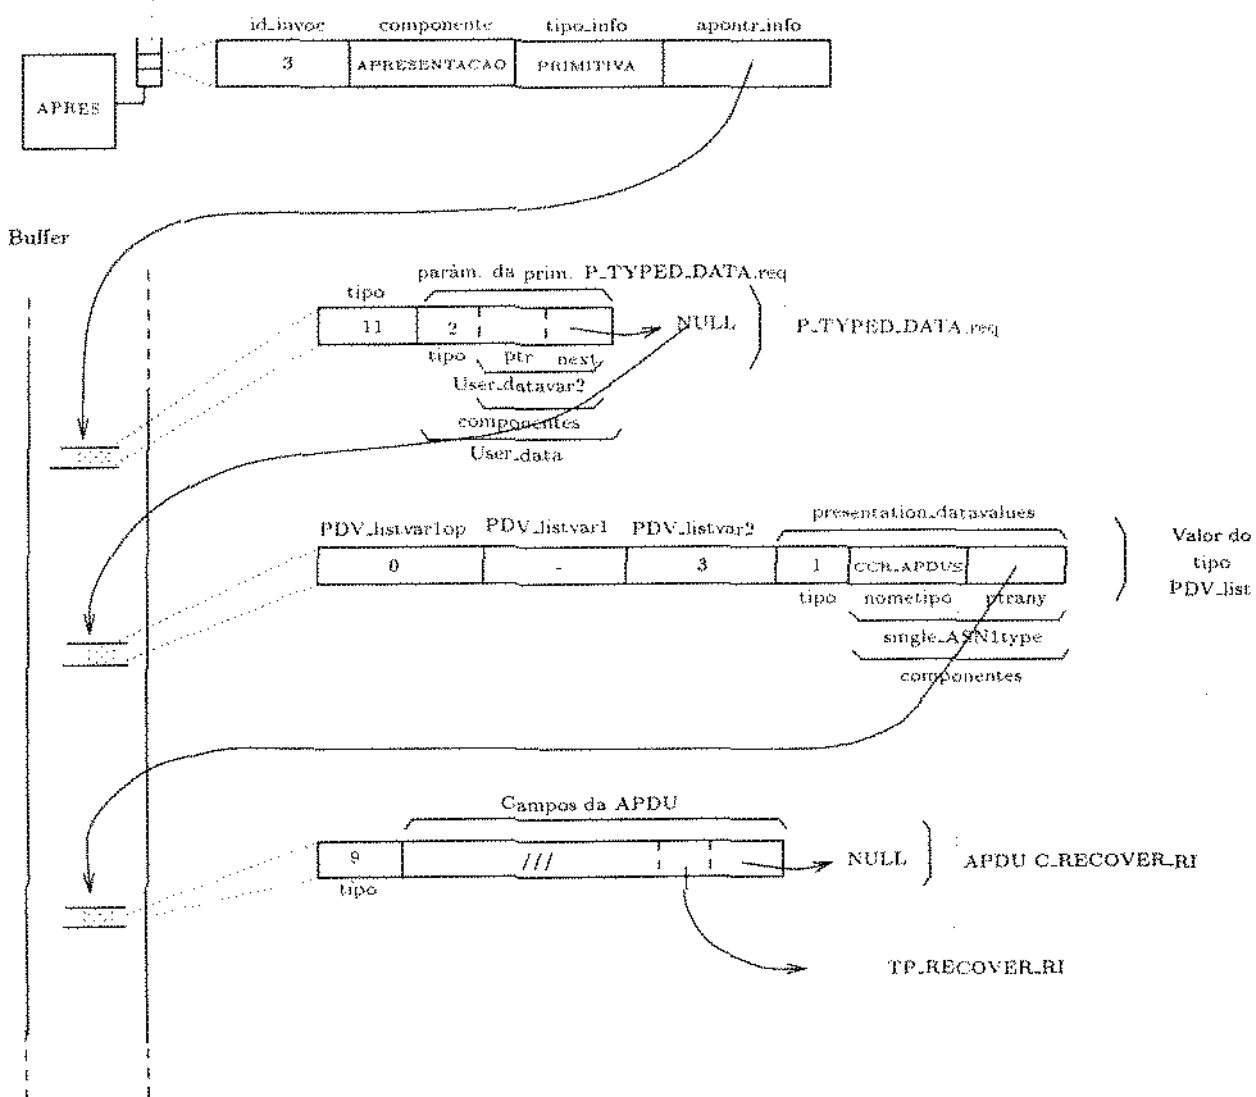 id_invoc componente tipo_info apontr_info
3 APRESENTACAO PRIMITIVA
APRES
Buffer
parâm. da prim. P_TYPED_DATA.req
tipo
11 2 NULL P_TYPED_DATA.req
tipo ptr next
User_datavar2
componentes
User_data
presentation_datavalues
PDV_listvar1op PDV_listvar1 PDV_listvar2
Valor do
tipo
PDV_list
0 - 3 1 CCR_APDUS
tipo nometipo ptrany
single_ASN1type
componentes
Campos da APDU
9 /// NULL APDU C_RECOVER_RI
tipo
TP_RECOVER_RI